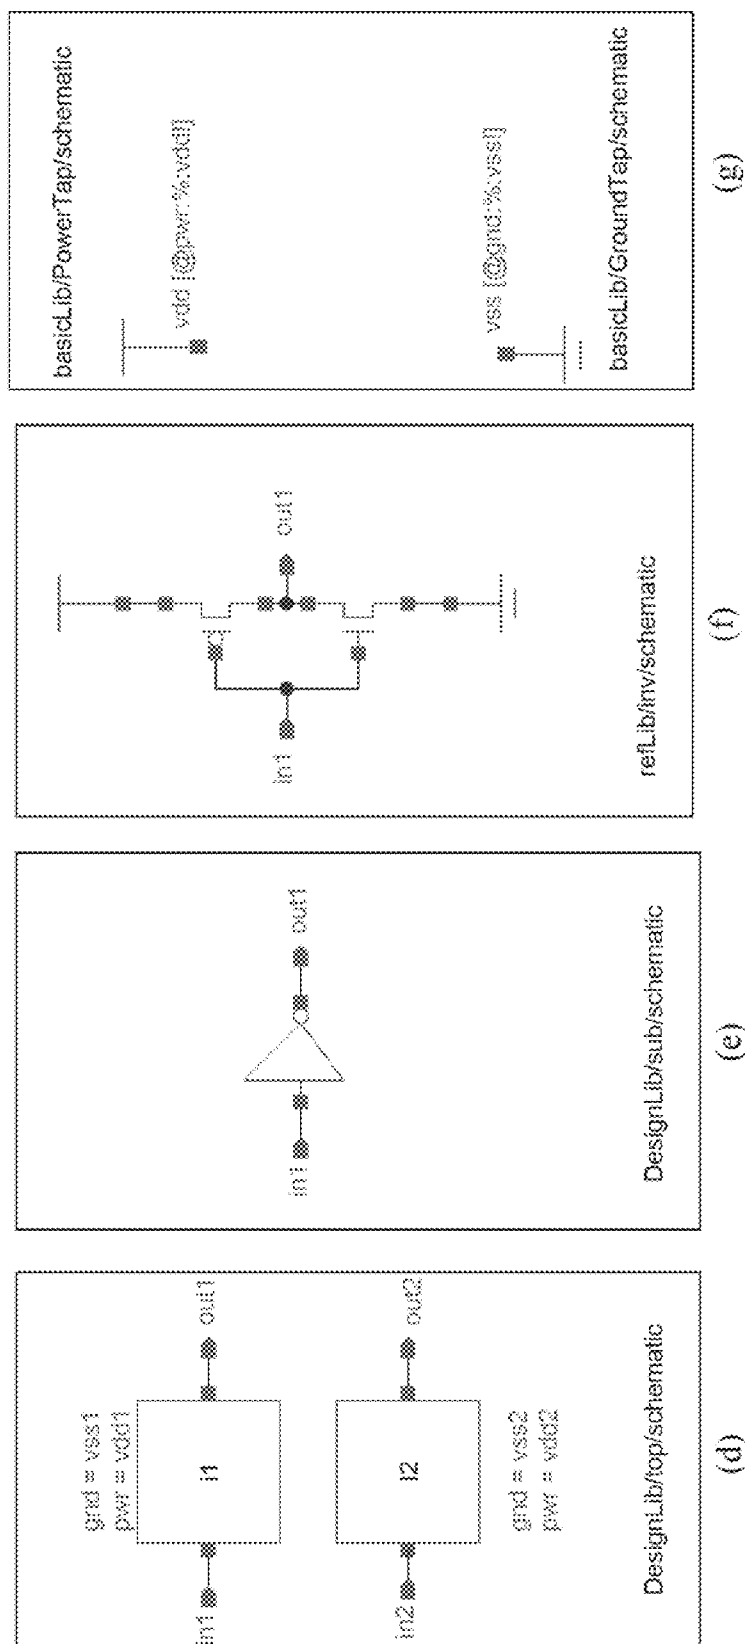 gnd = vss1
pwr = vdd1
in1
I1
out1
in2
I2
out2
gnd = vss2
pwr = vdd2
DesignLib/top/schematic
(d)
in1
out1
DesignLib/sub/schematic
(e)
in1
out1
refLib/inv/schematic
(f)
basicLib/PowerTap/schematic
vdd [@pwr:%:vdd!]
vss [@gnd:%:vss!]
basicLib/GroundTap/schematic
(g)